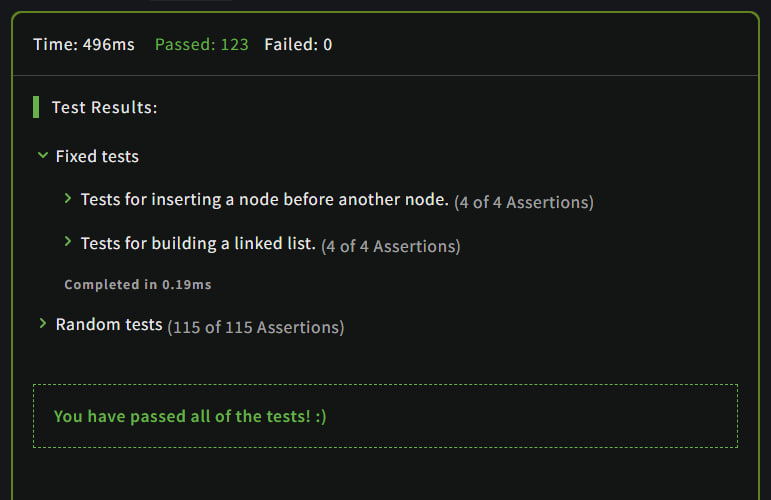 Time: 496ms Passed: 123 Failed: 0
Test Results:
Fixed tests
Tests for inserting a node before another node. (4 of 4 Assertions)
Tests for building a linked list. (4 of 4 Assertions)
Completed in 0.19ms
Random tests (115 of 115 Assertions)
You have passed all of the tests! :)